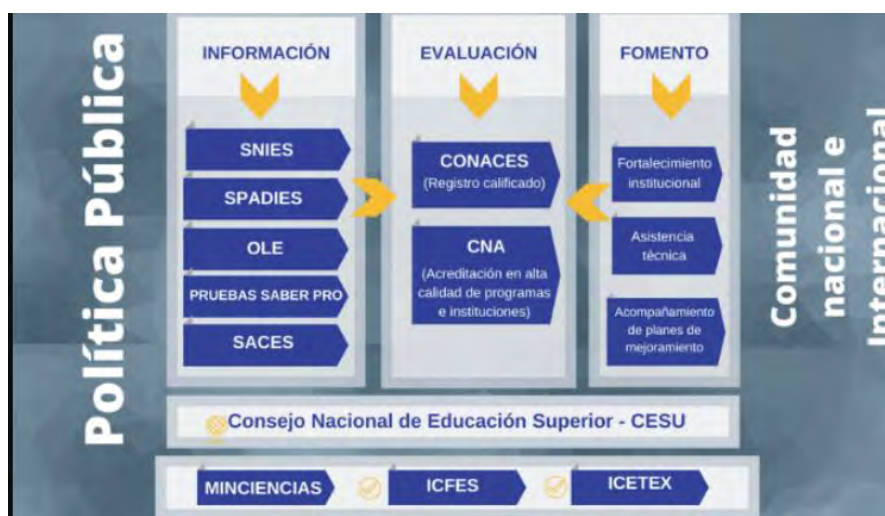 Política Pública
INFORMACIÓN
SNIES
SPADIES
OLE
PRUEBAS SABER PRO
SACES
EVALUACIÓN
CONACES
(Registro calificado)
CNA
(Acreditación en alta
calidad de programas
e instituciones)
FOMENTO
Fortalecimiento
institucional
Asistencia
técnica
Acompañamiento
de planes de
mejoramiento
Comunidad
nacional e
Internacional
Consejo Nacional de Educación Superior - CESU
MINCIENCIAS
ICFES
ICETEX